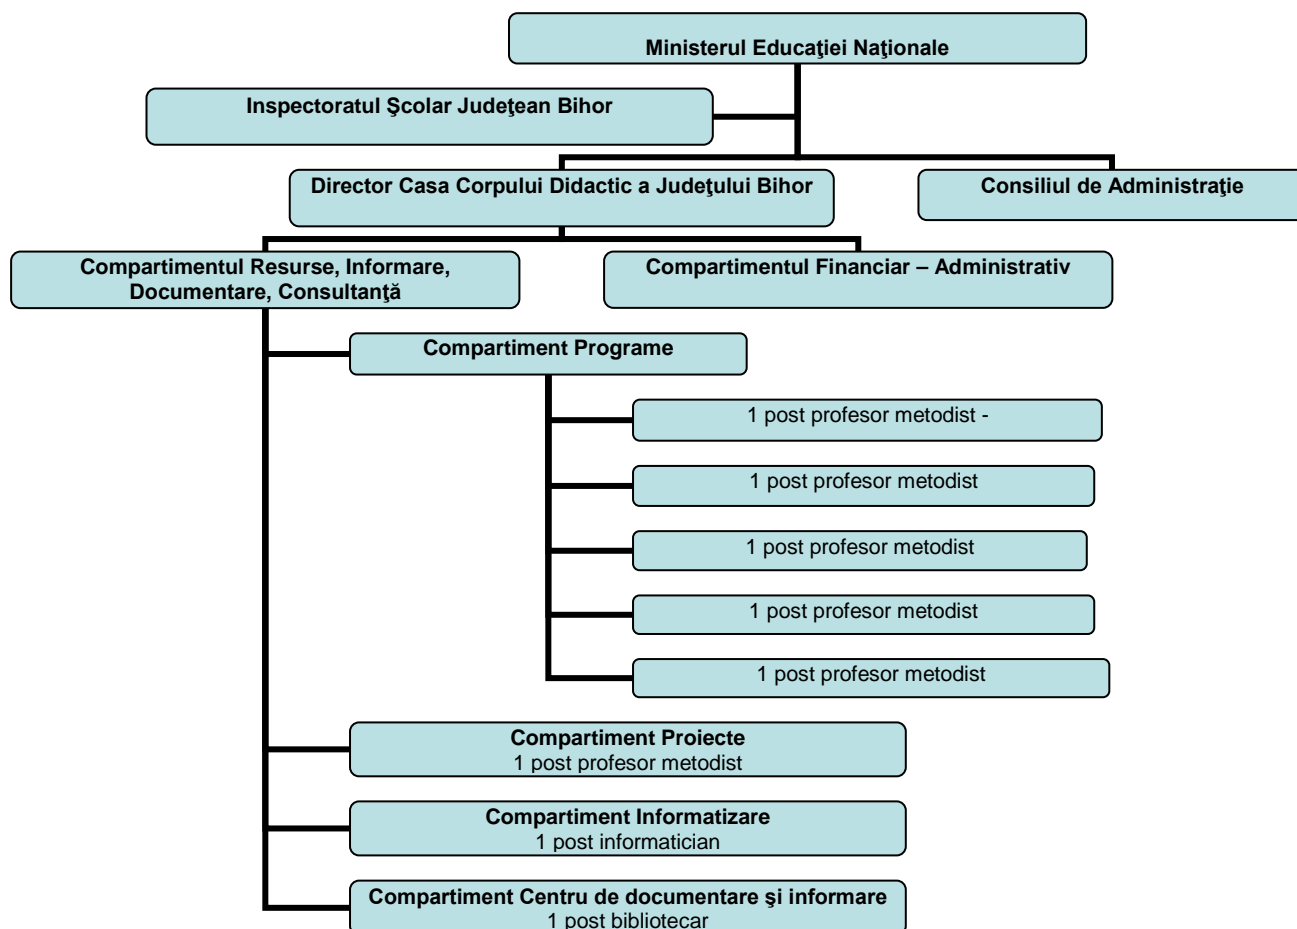 Ministerul Educaţiei Naţionale
Inspectoratul Şcolar Judeţean Bihor
Director Casa Corpului Didactic a Judeţului Bihor
Consiliul de Administraţie
Compartimentul Resurse, Informare,
Documentare, Consultanţă
Compartimentul Financiar – Administrativ
Compartiment Programe
1 post profesor metodist -
1 post profesor metodist
1 post profesor metodist
1 post profesor metodist
1 post profesor metodist
Compartiment Proiecte
1 post profesor metodist
Compartiment Informatizare
1 post informatician
Compartiment Centru de documentare şi informare
1 post bibliotecar